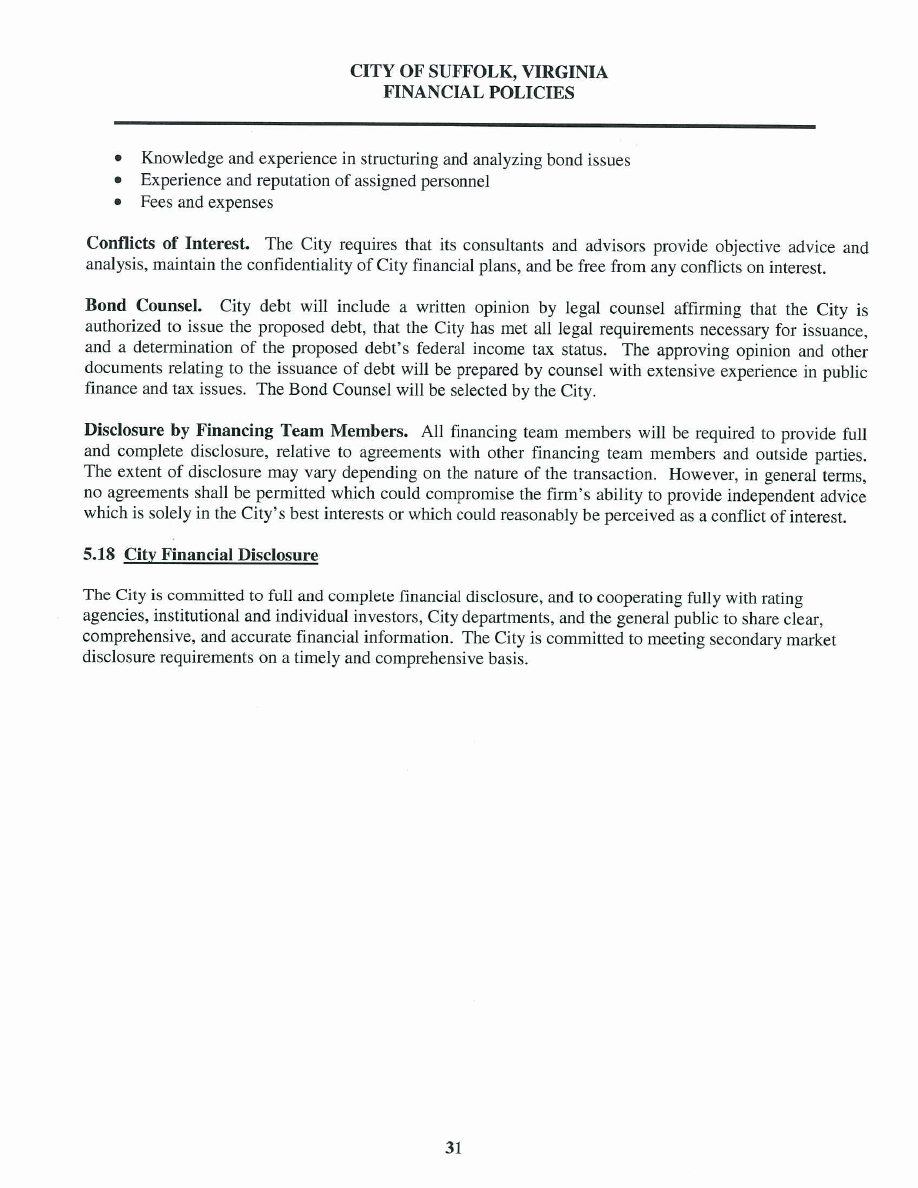 CITY OF SUFFOLK, VIRGINIA
FINANCIAL POLICIES
• Knowledge and experience in structuring and analyzing bond issues
• Experience and reputation of assigned personnel
• Fees and expenses
Conflicts of Interest. The City requires that its consultants and advisors provide objective advice and
analysis, maintain the confidentiality of City financial plans, and be free from any conflicts on interest.
Bond Counsel. City debt will include a written opinion by legal counsel affirming that the City is
authorized to issue the proposed debt, that the City has met all legal requirements necessary for issuance,
and a determination of the proposed debt's federal income tax status. The approving opinion and other
documents relating to the issuance of debt will be prepared by counsel with extensive experience in public
finance and tax issues. The Bond Counsel will be selected by the City.
Disclosure by Financing Team Members. All financing team members will be required to provide full
and complete disclosure, relative to agreements with other financing team members and outside parties.
The extent of disclosure may vary depending on the nature of the transaction. However, in general terms,
no agreements shall be permitted which could compromise the firm's ability to provide independent advice
which is solely in the City's best interests or which could reasonably be perceived as a conflict of interest.
5.18 City Financial Disclosure
The City is committed to full and complete financial disclosure, and to cooperating fully with rating
agencies, institutional and individual investors, City departments, and the general public to share clear,
comprehensive, and accurate financial information. The City is committed to meeting secondary market
disclosure requirements on a timely and comprehensive basis.
31